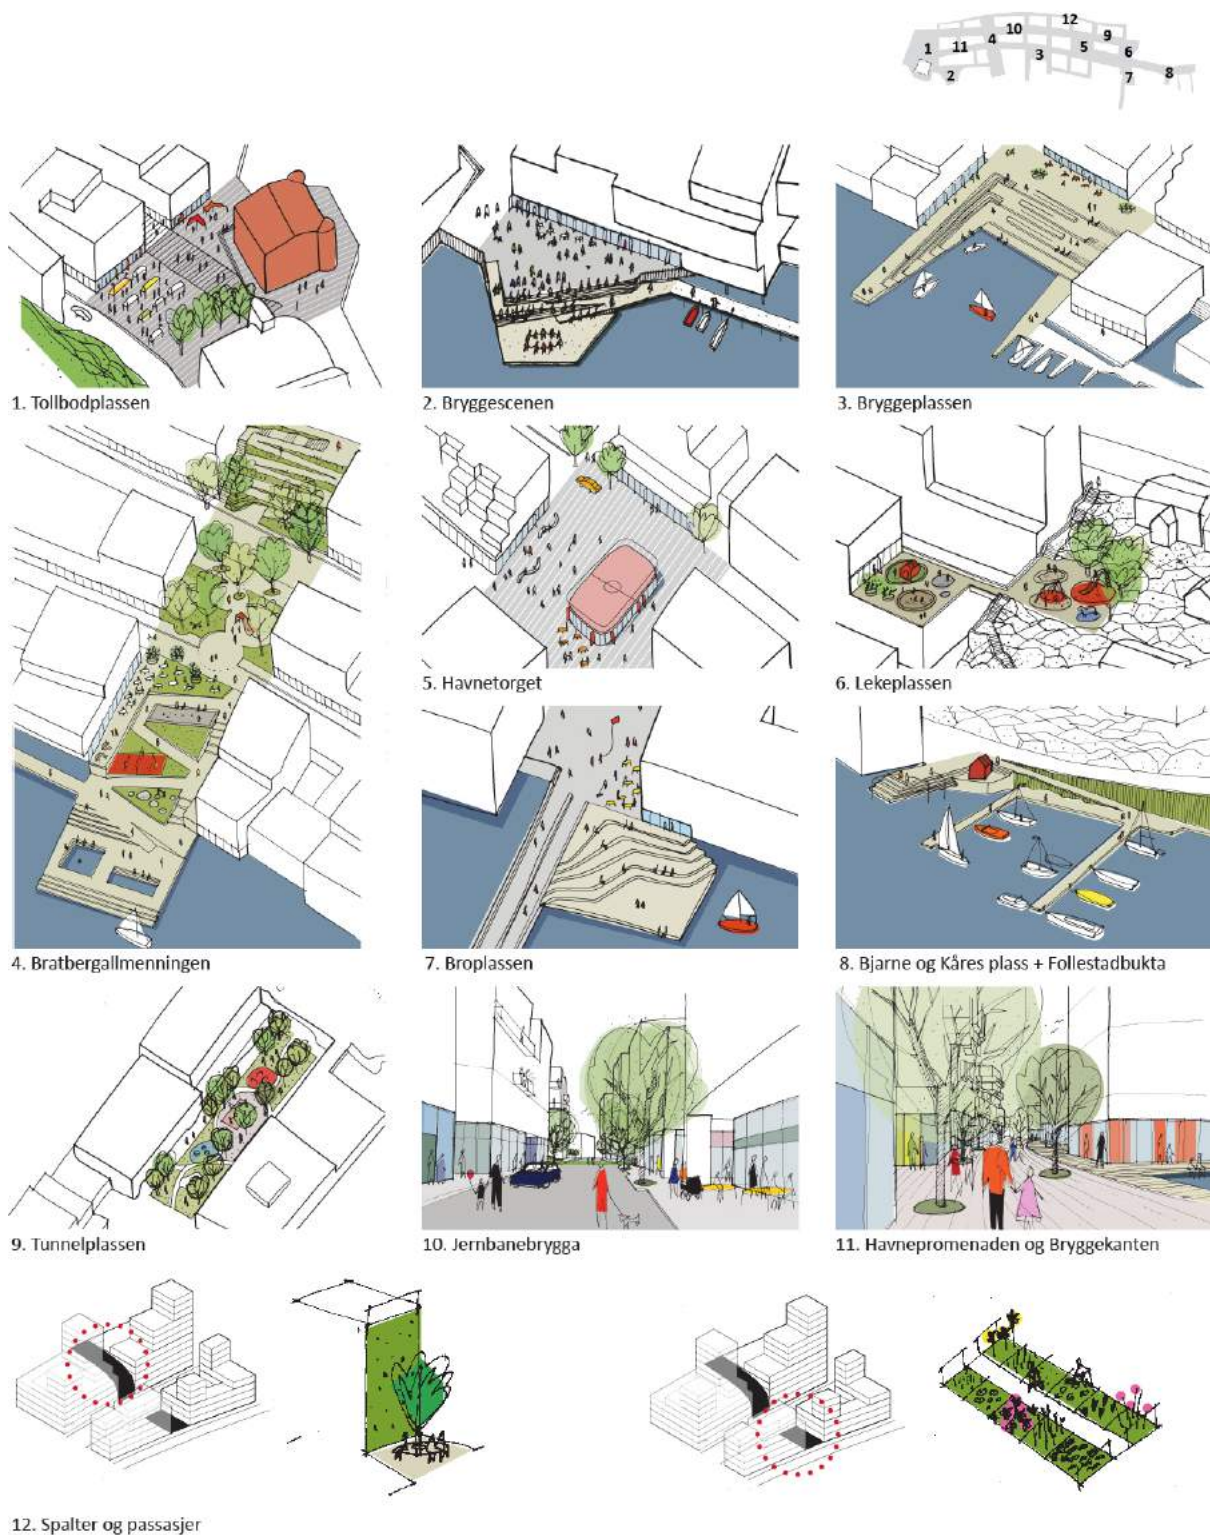 12
10
9
1
11
4
5
6
3
2
7
8
1. Tollbodplassen
2. Bryggescenen
3. Bryggeplassen
5. Havnetorget
6. Lekeplassen
4. Bratbergallmenningen
7. Broplassen
8. Bjarne og Kåres plass + Follestadbukta
9. Tunnelplassen
10. Jernbanebrygga
11. Havnepromenaden og Bryggekanten
12. Spalter og passasjer